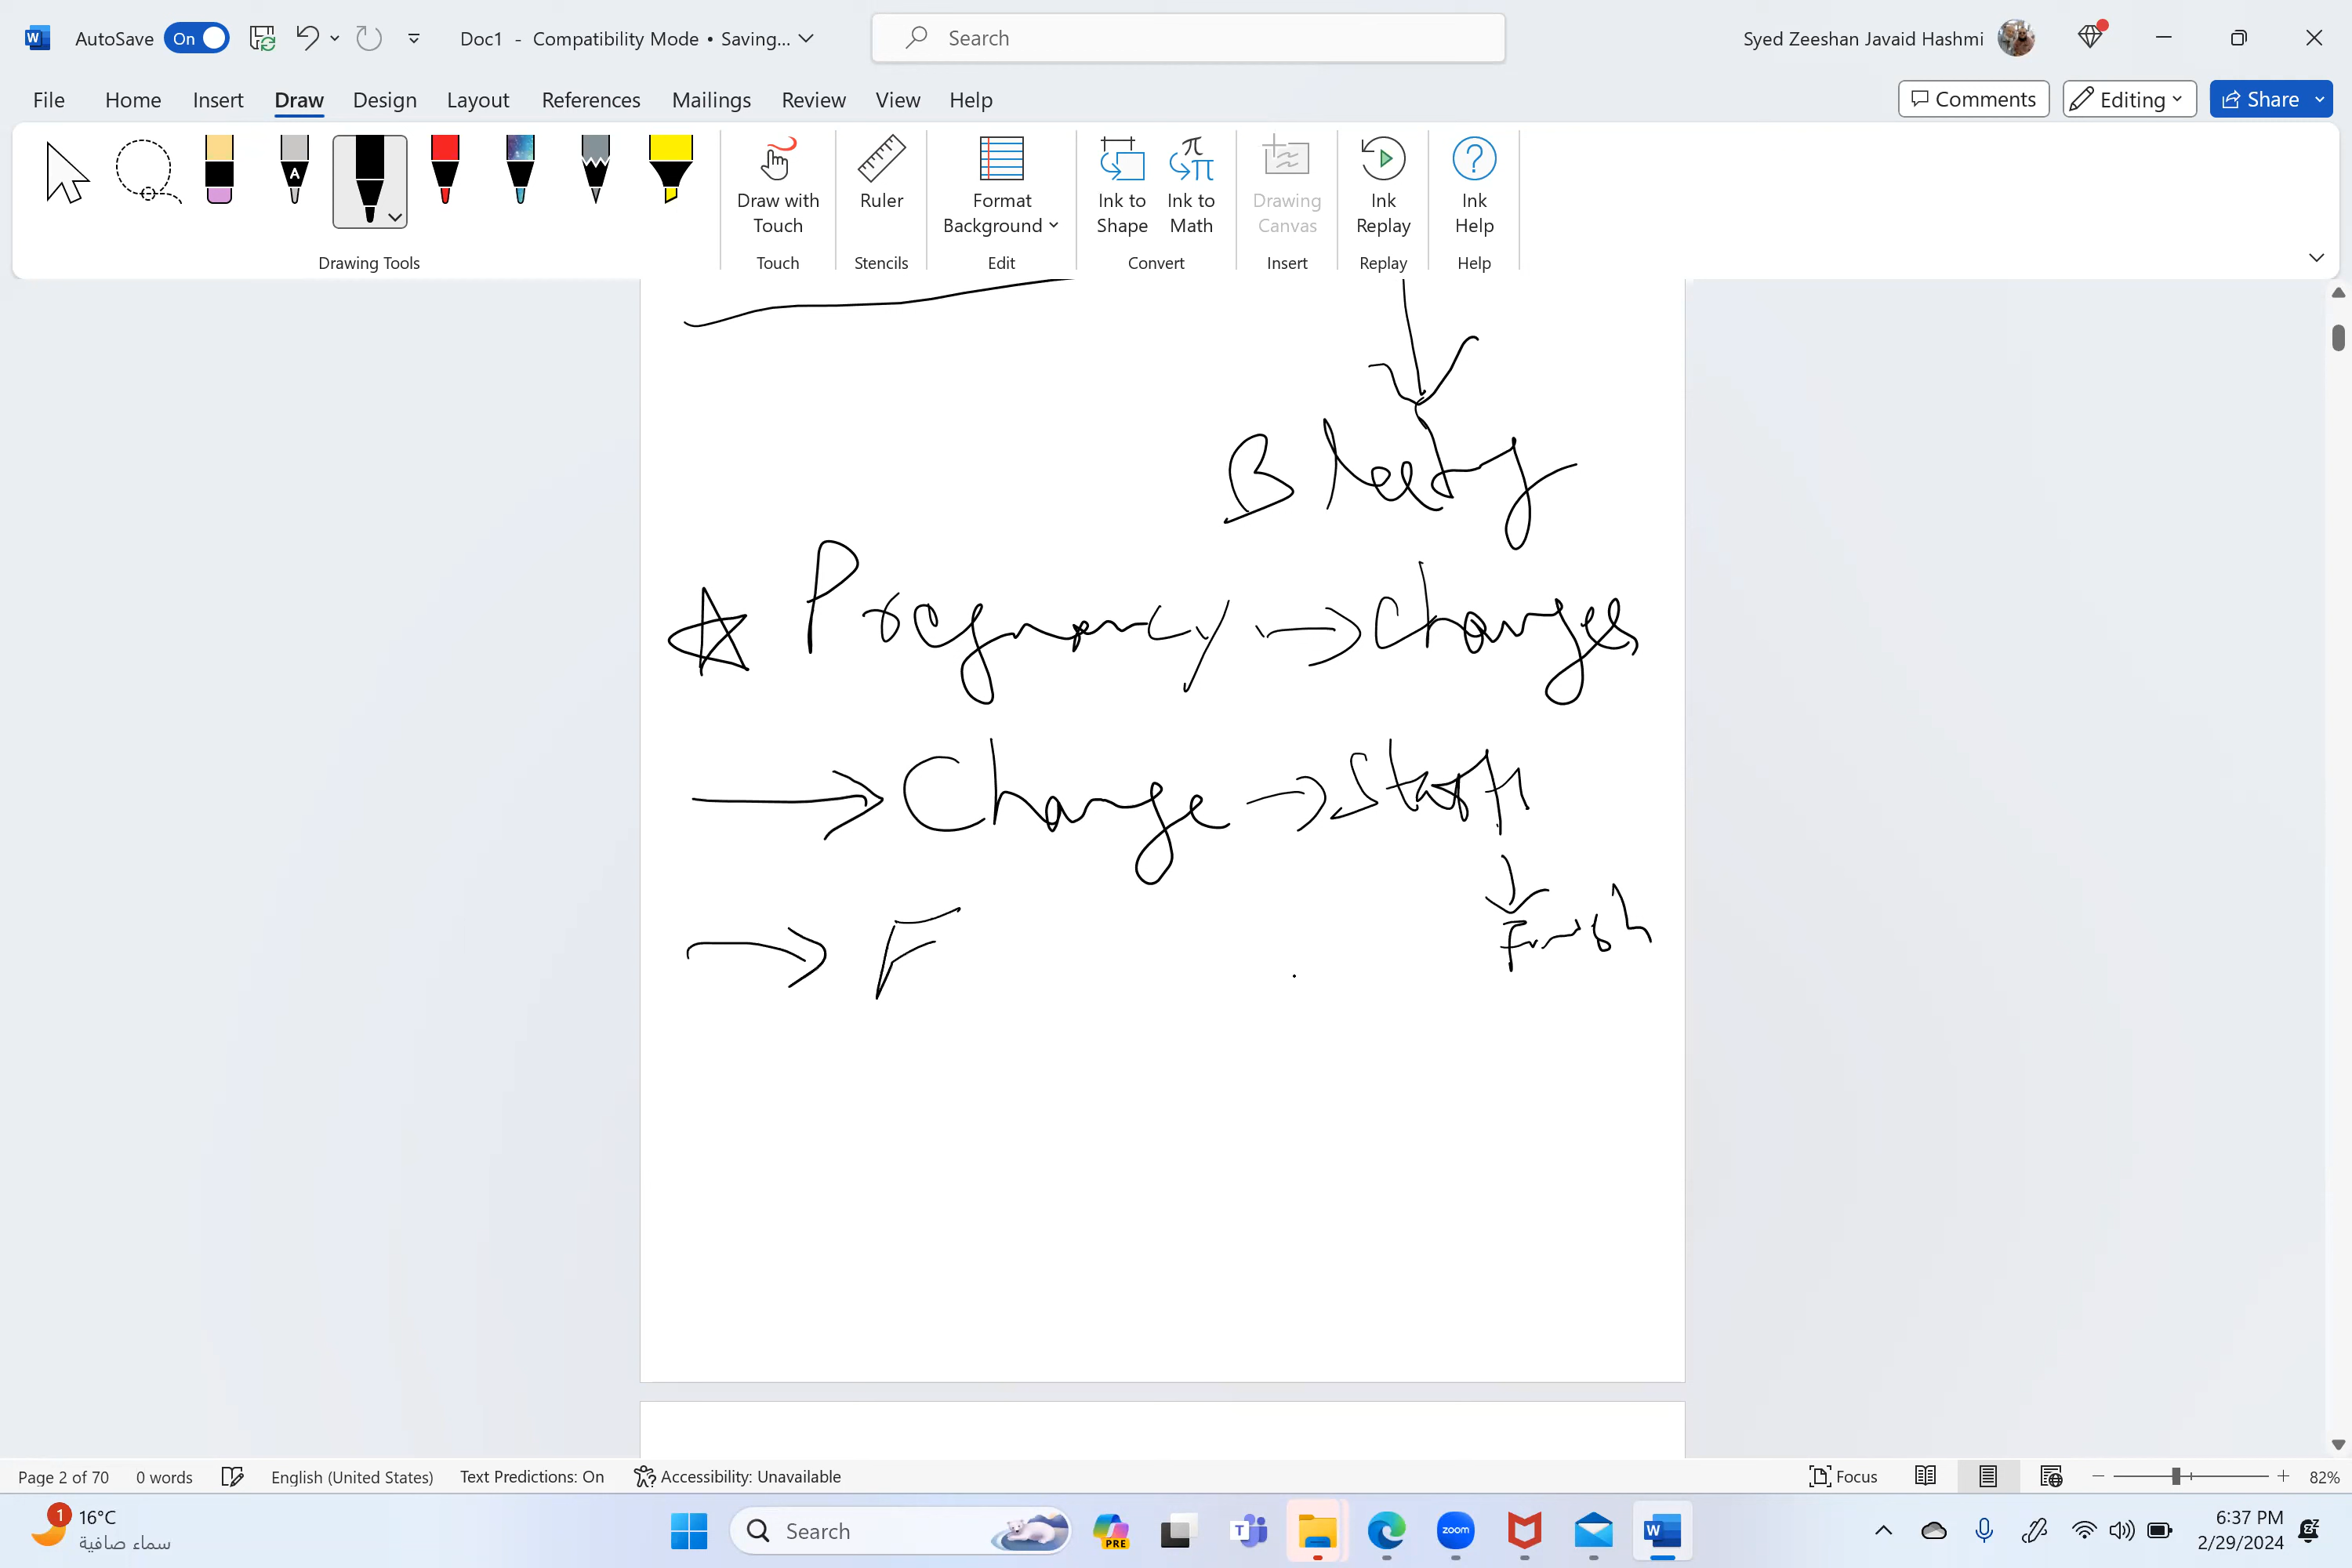 AutoSave On Doc1 - Compatibility Mode • Saving... Search Syed Zeeshan Javaid Hashmi
File Home Insert Draw Design Layout References Mailings Review View Help Comments Editing Share
A
Draw with Touch Ruler Format Background Ink to Shape Ink to Math Drawing Canvas Ink Replay Ink Help
Drawing Tools Touch Stencils Edit Convert Insert Replay Help
Pregnancy → Changes
→ Change → Start
Finish
→ F
Page 2 of 70 0 words English (United States) Text Predictions: On Accessibility: Unavailable Focus 82%
1 16°C
سماء صافية
Search PRE zoom W 6:37 PM
2/29/2024